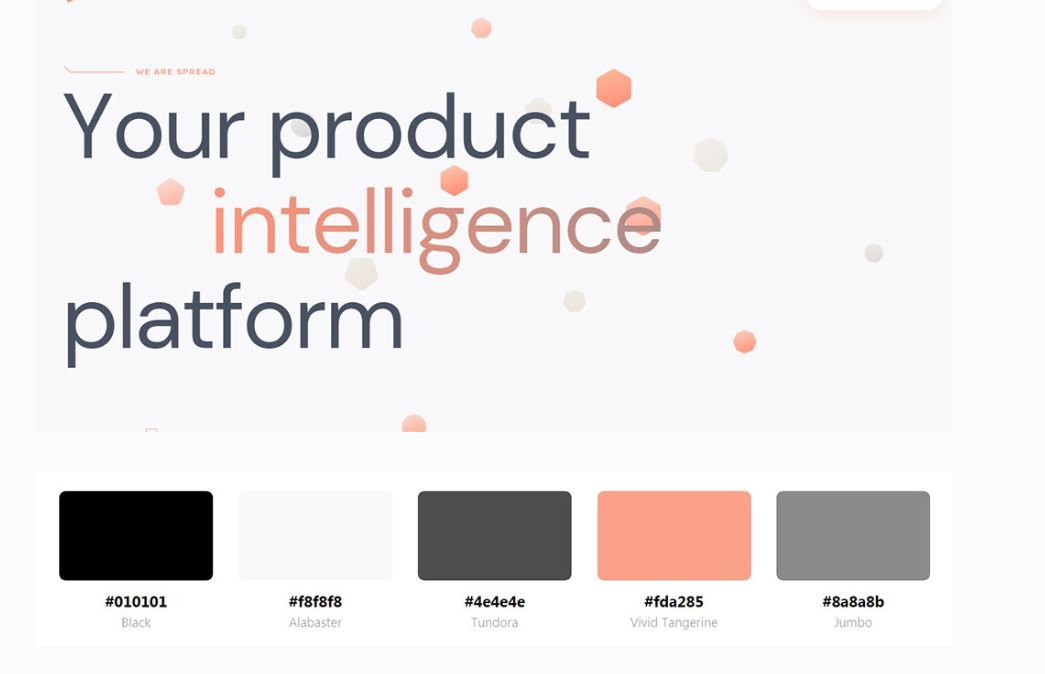 WE ARE SPREAD
Your product
intelligence
platform
#010101
Black
#f8f8f8
Alabaster
#4e4e4e
Tundora
#fda285
Vivid Tangerine
#8a8a8b
Jumbo